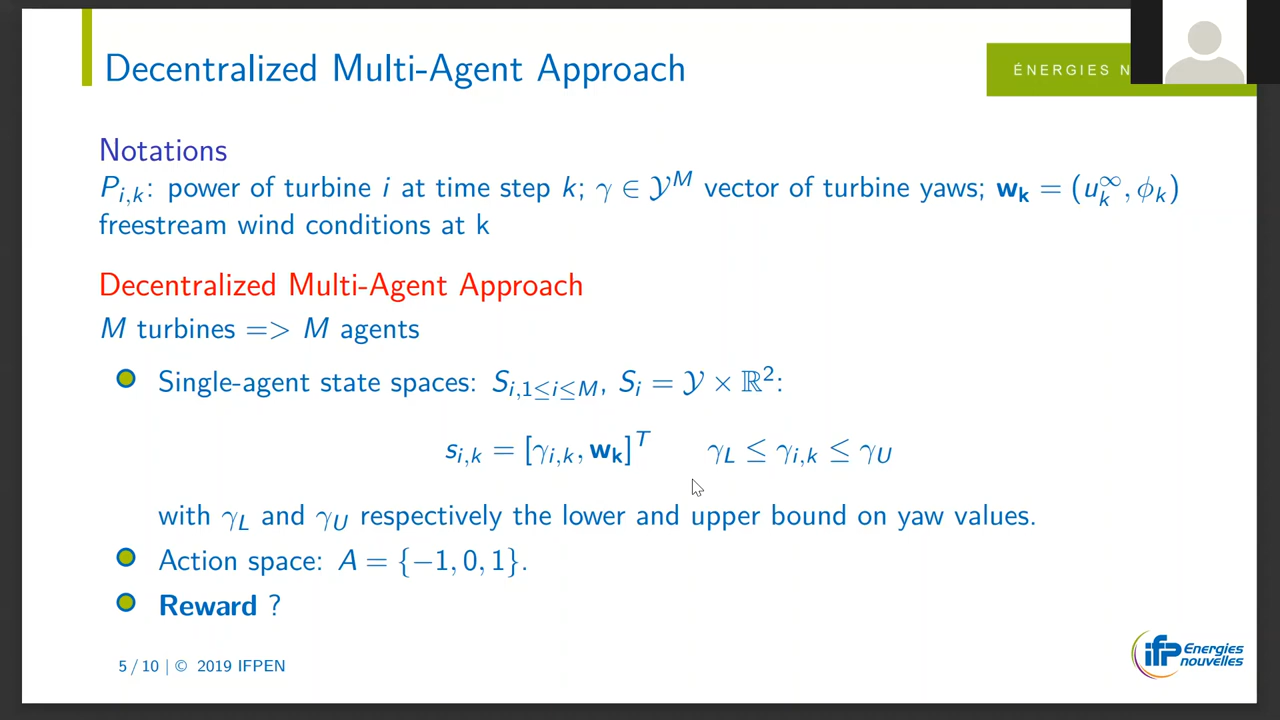 Decentralized Multi-Agent Approach
ÉNERGIES N
Notations
P_{i,k}: power of turbine i at time step k; γ ∈ 𝒴^M vector of turbine yaws; w_k = (u_k^∞, ϕ_k)
freestream wind conditions at k
Decentralized Multi-Agent Approach
M turbines => M agents
Single-agent state spaces: S_{i,1≤i≤M}, S_i = 𝒴 × ℝ²:
s_{i,k} = [γ_{i,k}, w_k]^T γ_L ≤ γ_{i,k} ≤ γ_U
with γ_L and γ_U respectively the lower and upper bound on yaw values.
Action space: A = {−1, 0, 1}.
Reward ?
5 / 10 | © 2019 IFPEN
ifp Energies
nouvelles